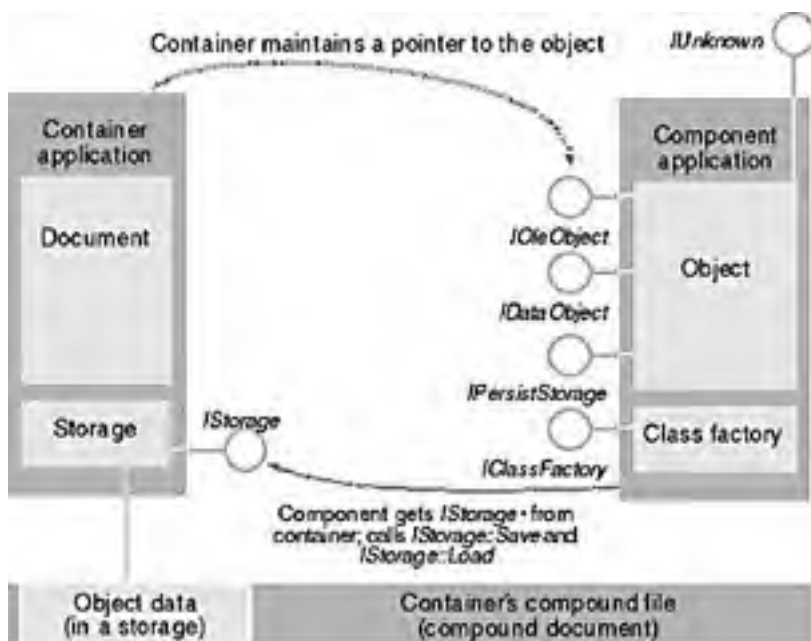 Container maintains a pointer to the object
IUnknown
Container
application
Document
Storage
IStorage
Component
application
IOleObject
Object
IDataObject
IPersistStorage
Class factory
IClassFactory
Component gets IStorage * from
container; calls IStorage::Save and
IStorage::Load
Object data
(in a storage)
Container's compound file
(compound document)